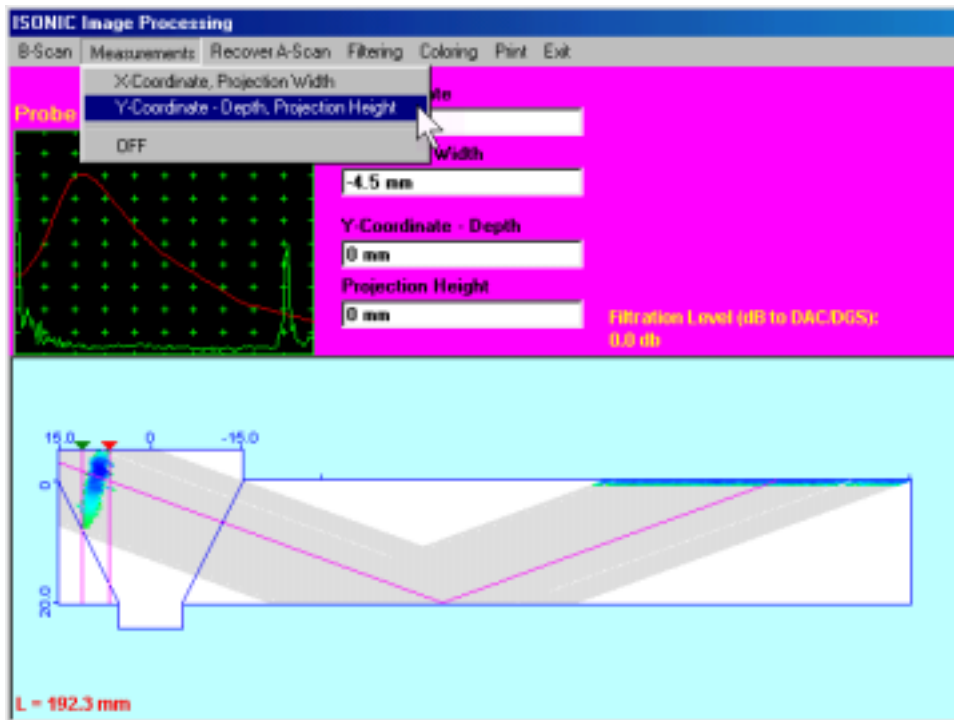 ISONIC Image Processing
B-Scan Measurements Recover A-Scan Filtering Coloring Print Exit
X-Coordinate, Projection Width
Y-Coordinate - Depth, Projection Height
OFF
Probe
Width
-4.5 mm
Y-Coordinate - Depth
0 mm
Projection Height
0 mm
Filtration Level (dB to DAC/DGS):
0.0 db
15.0 0 -15.0
0
20.0
L = 192.3 mm